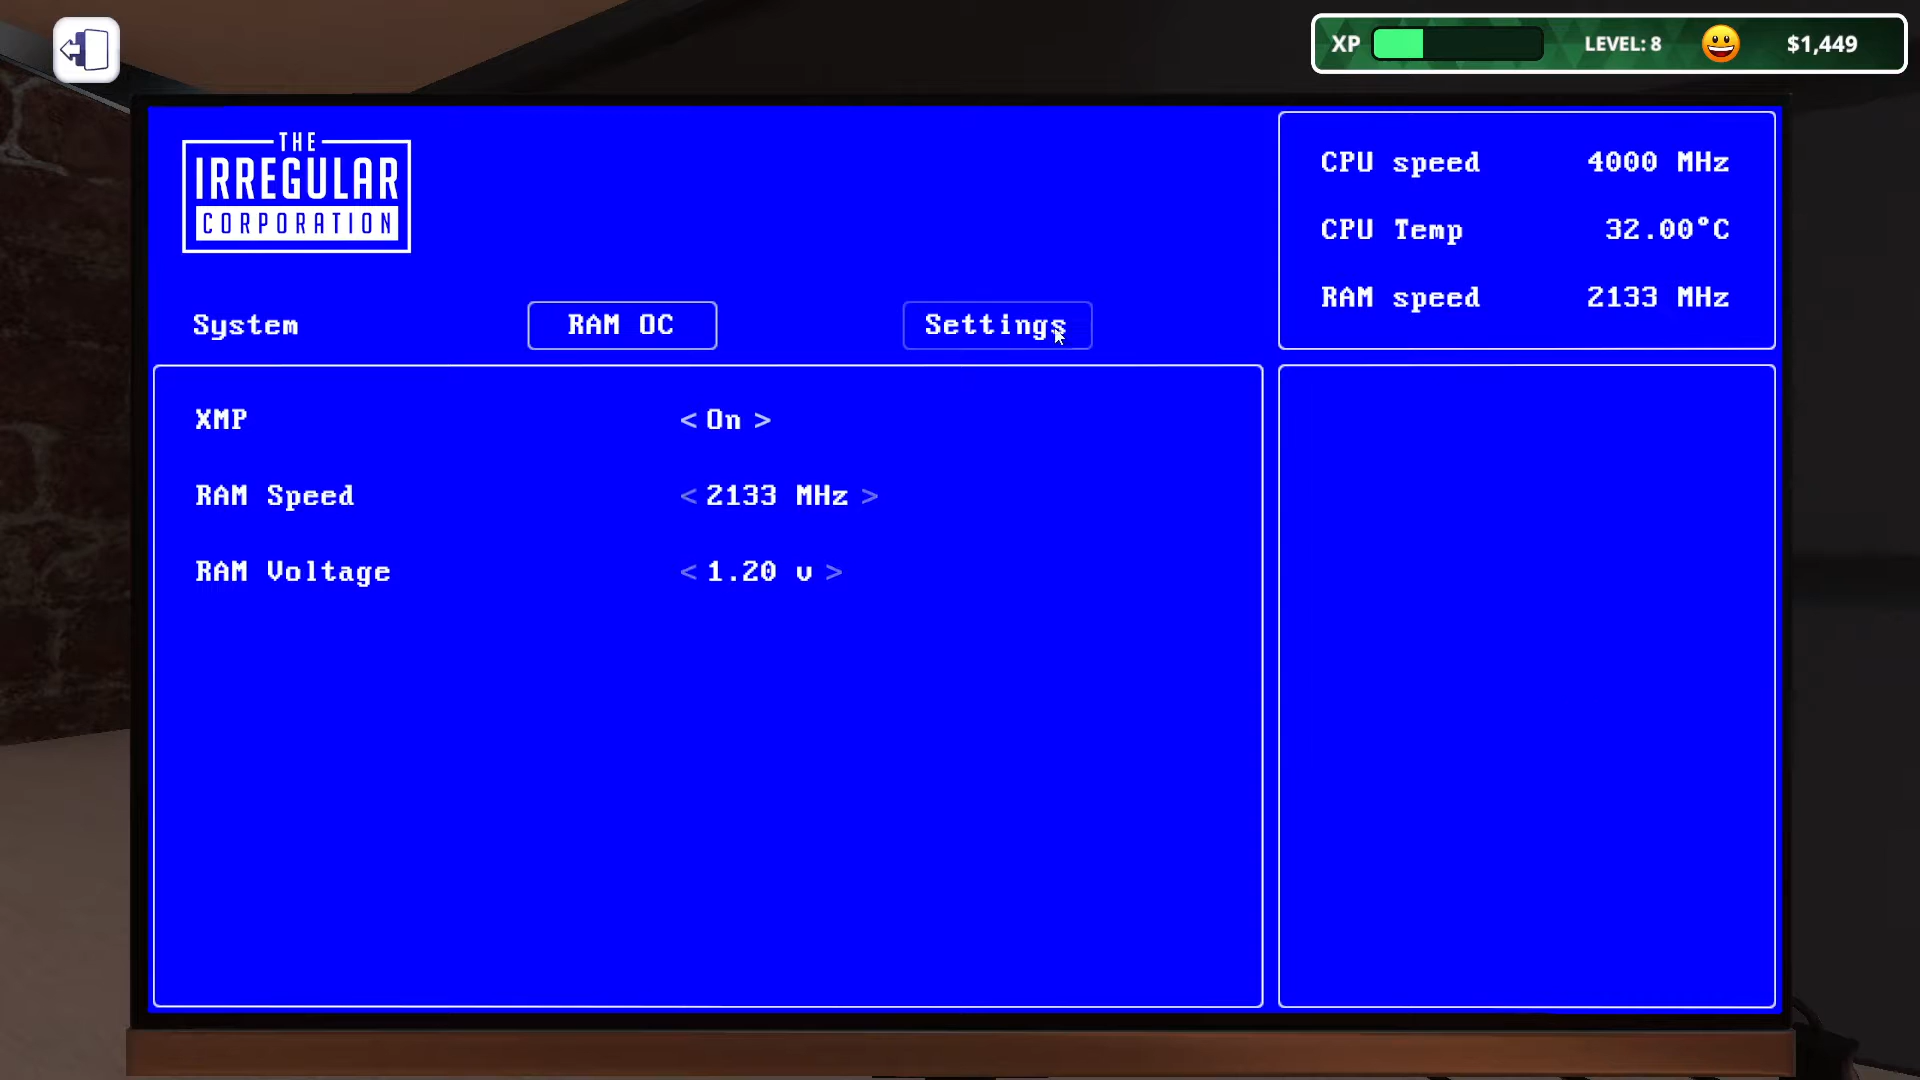 XP LEVEL: 8 $1,449
THE
IRREGULAR
CORPORATION
CPU speed 4000 MHz
CPU Temp 32.00°C
RAM speed 2133 MHz
System RAM OC Settings
XMP < On >
RAM Speed < 2133 MHz >
RAM Voltage < 1.20 v >